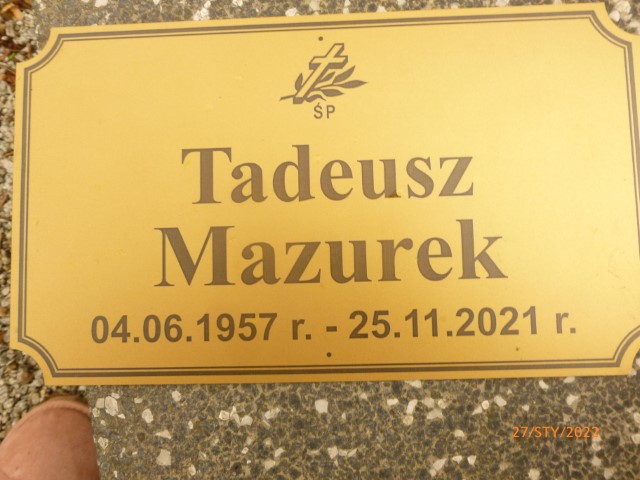 ŚP
Tadeusz
Mazurek
04.06.1957 r. - 25.11.2021 r.
27/STY/2022